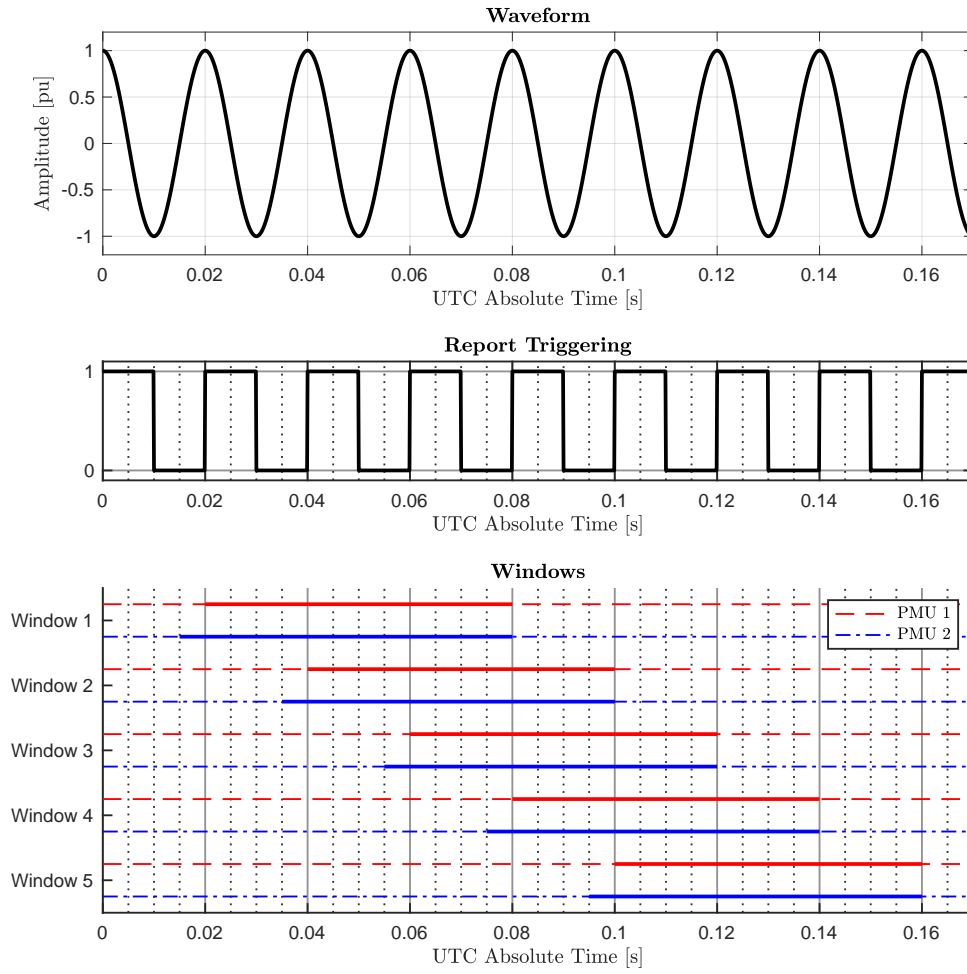 Waveform
Amplitude [pu]
1
0.5
0
-0.5
-1
0 0.02 0.04 0.06 0.08 0.1 0.12 0.14 0.16
UTC Absolute Time [s]
Report Triggering
1
0
0 0.02 0.04 0.06 0.08 0.1 0.12 0.14 0.16
UTC Absolute Time [s]
Windows
PMU 1
PMU 2
Window 1
Window 2
Window 3
Window 4
Window 5
0 0.02 0.04 0.06 0.08 0.1 0.12 0.14 0.16
UTC Absolute Time [s]